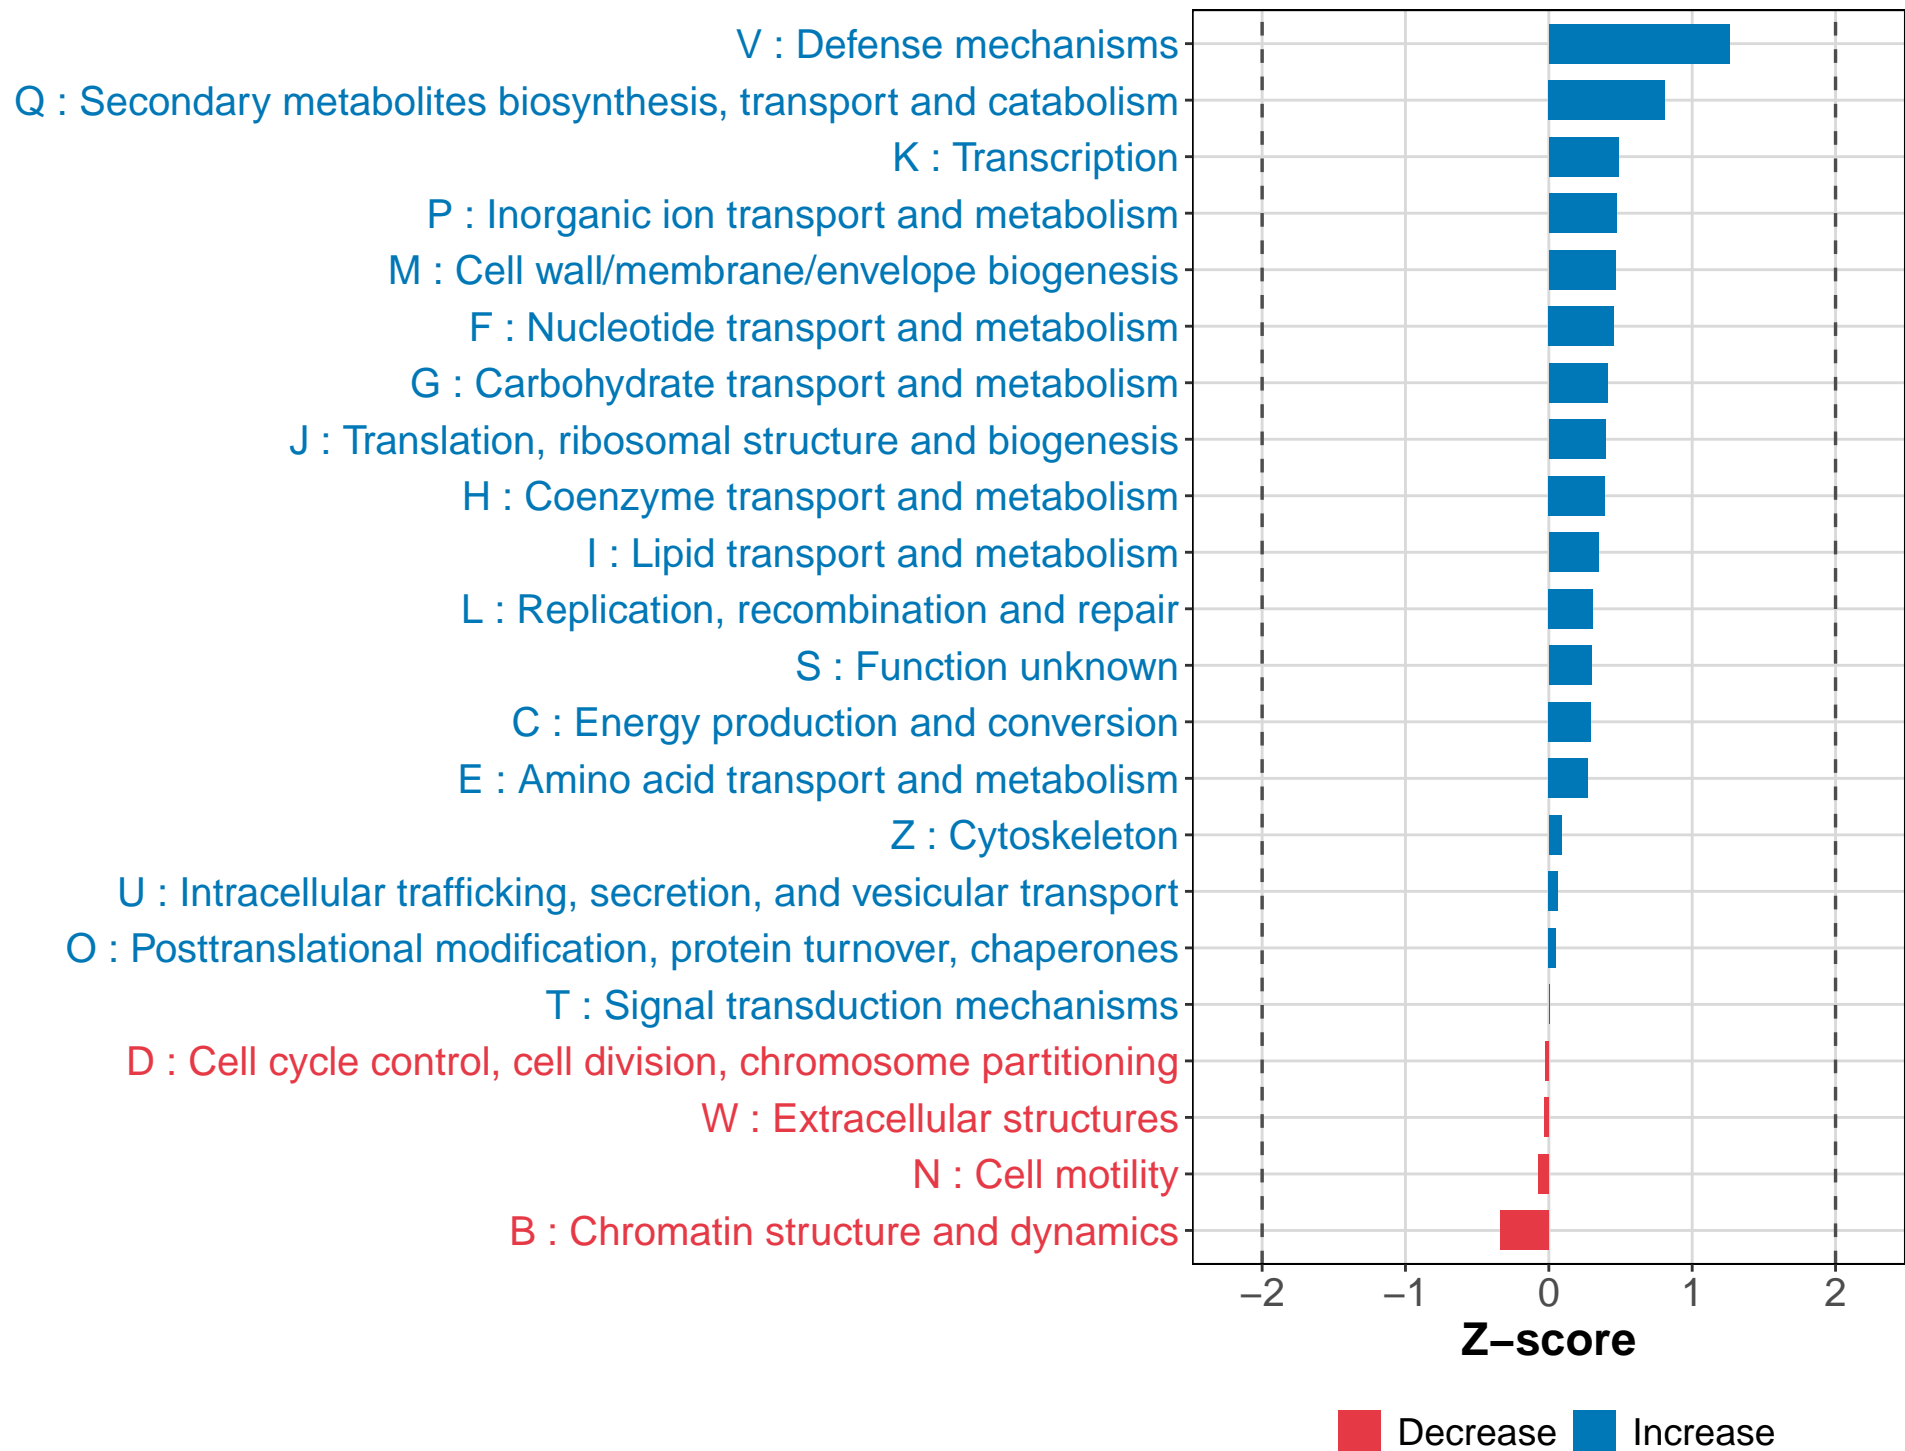 V : Defense mechanisms
Q : Secondary metabolites biosynthesis, transport and catabolism
K : Transcription
P : Inorganic ion transport and metabolism
M : Cell wall/membrane/envelope biogenesis
F : Nucleotide transport and metabolism
G : Carbohydrate transport and metabolism
J : Translation, ribosomal structure and biogenesis
H : Coenzyme transport and metabolism
I : Lipid transport and metabolism
L : Replication, recombination and repair
S : Function unknown
C : Energy production and conversion
E : Amino acid transport and metabolism
Z : Cytoskeleton
U : Intracellular trafficking, secretion, and vesicular transport
O : Posttranslational modification, protein turnover, chaperones
T : Signal transduction mechanisms
D : Cell cycle control, cell division, chromosome partitioning
W : Extracellular structures
N : Cell motility
B : Chromatin structure and dynamics
−2 −1 0 1 2
Z−score
Decrease Increase